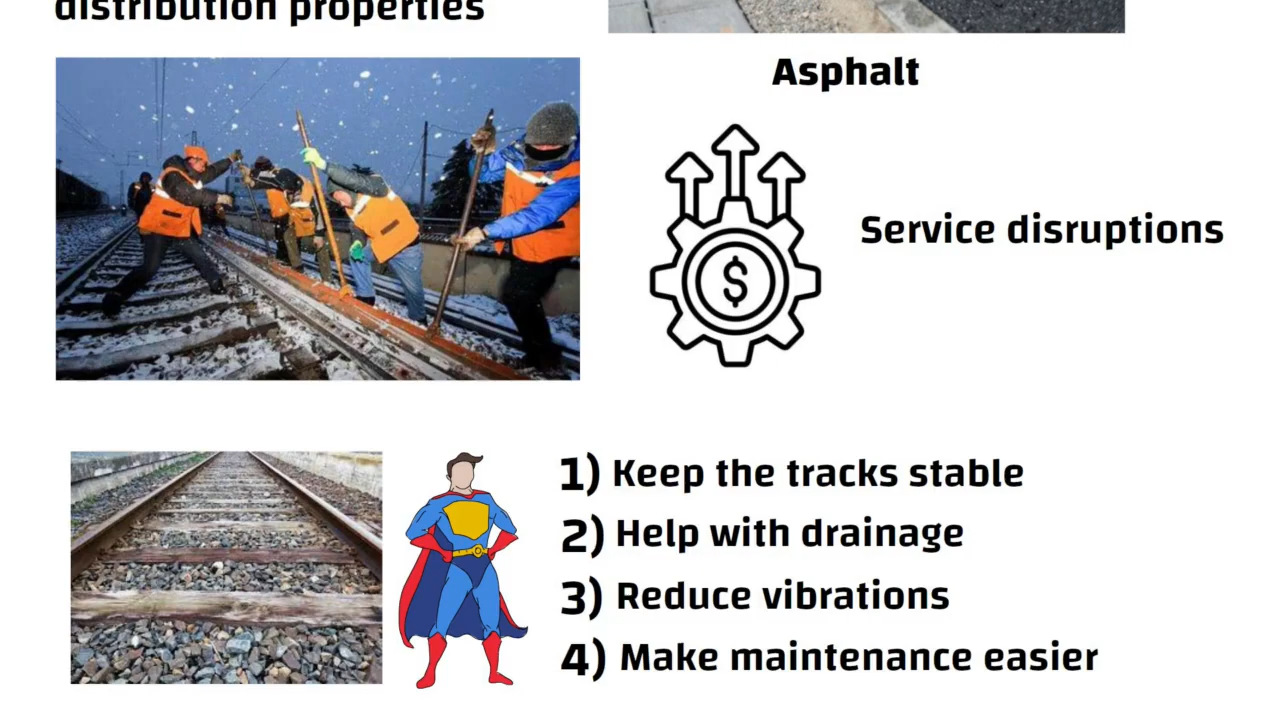 distribution properties
Asphalt
Service disruptions
1) Keep the tracks stable
2) Help with drainage
3) Reduce vibrations
4) Make maintenance easier